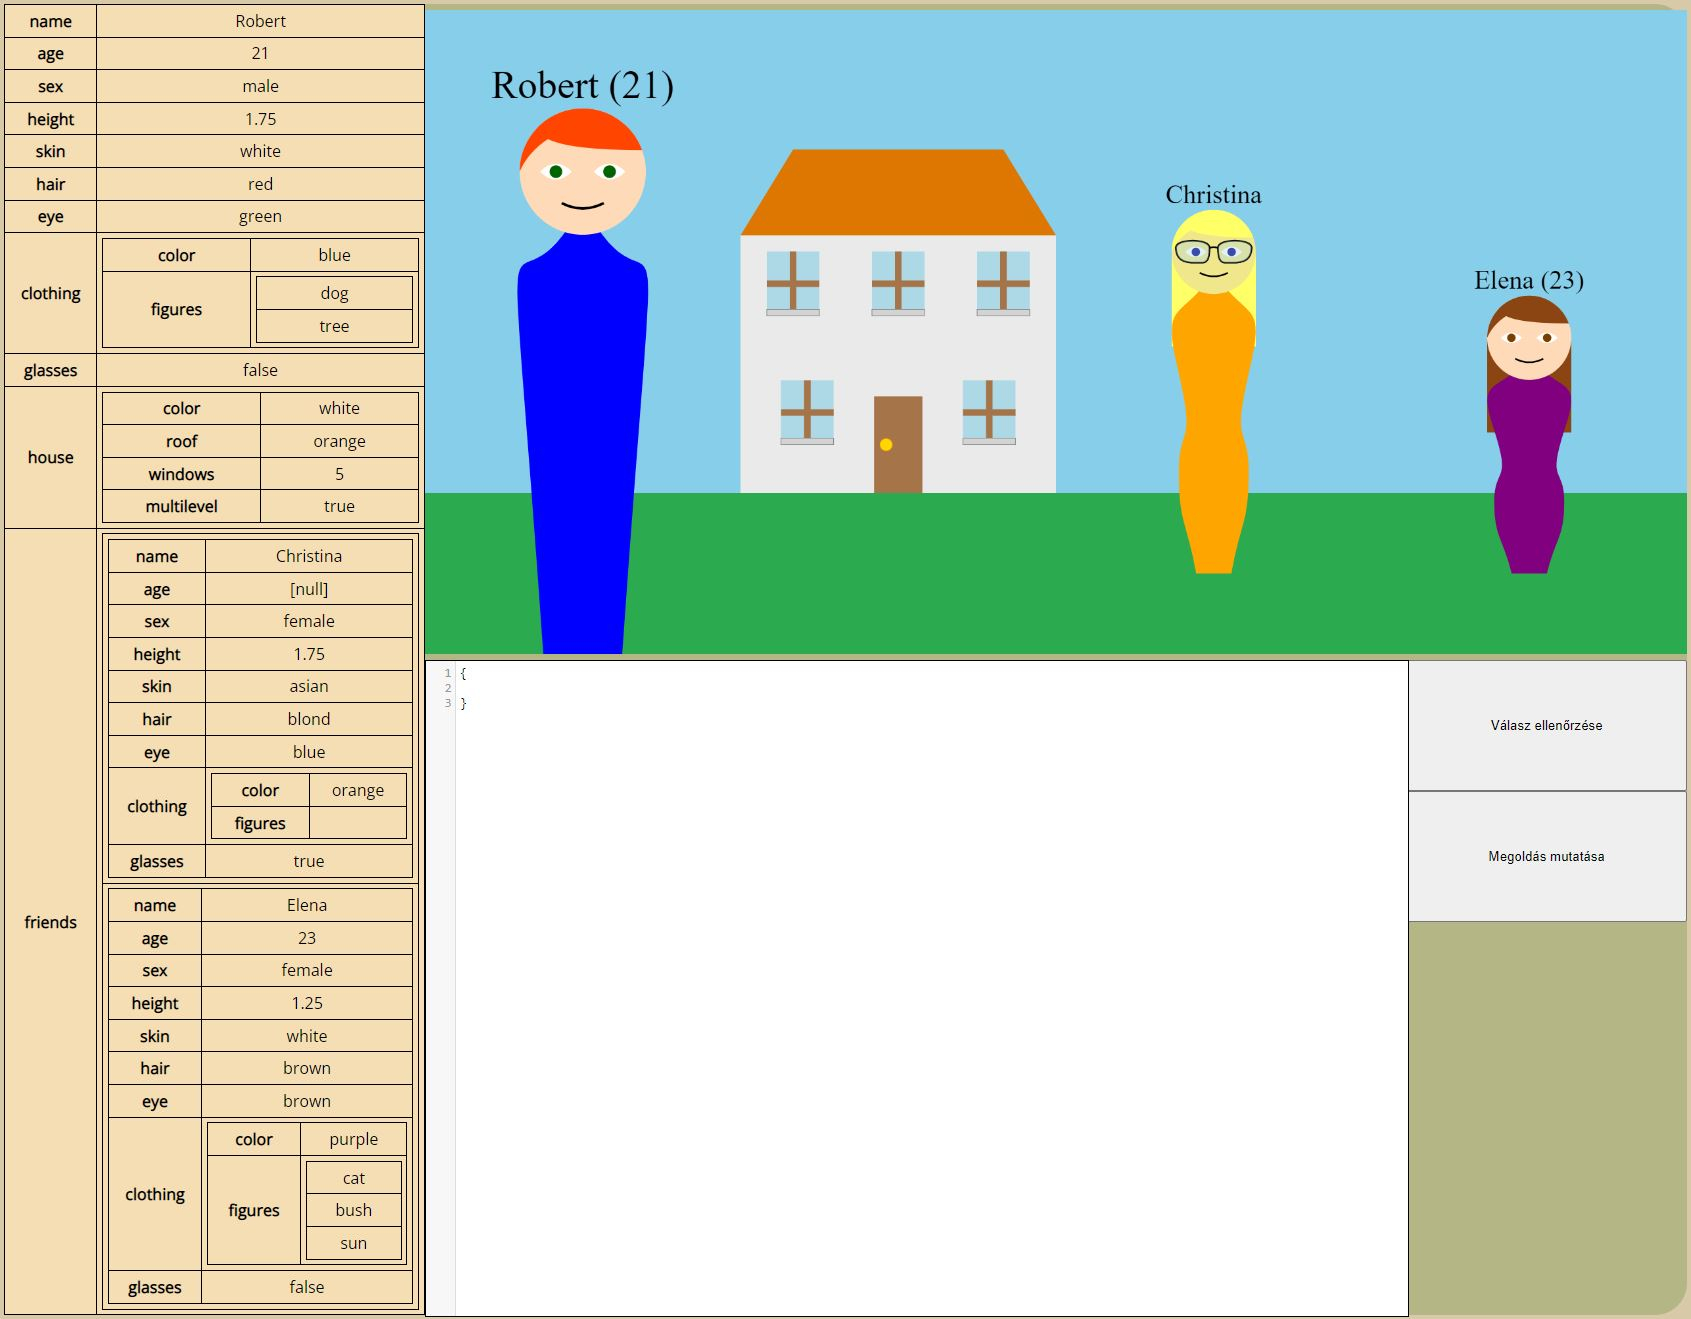 name Robert
age 21
sex male
height 1.75
skin white
hair red
eye green
clothing
color blue
figures
dog
tree
glasses false
house
color white
roof orange
windows 5
multilevel true
friends
name Christina
age [null]
sex female
height 1.75
skin asian
hair blond
eye blue
clothing
color orange
figures
glasses true
name Elena
age 23
sex female
height 1.25
skin white
hair brown
eye brown
clothing
color purple
figures
cat
bush
sun
glasses false
Robert (21)
Christina
Elena (23)
1 {
2
3 }
Válasz ellenőrzése
Megoldás mutatása